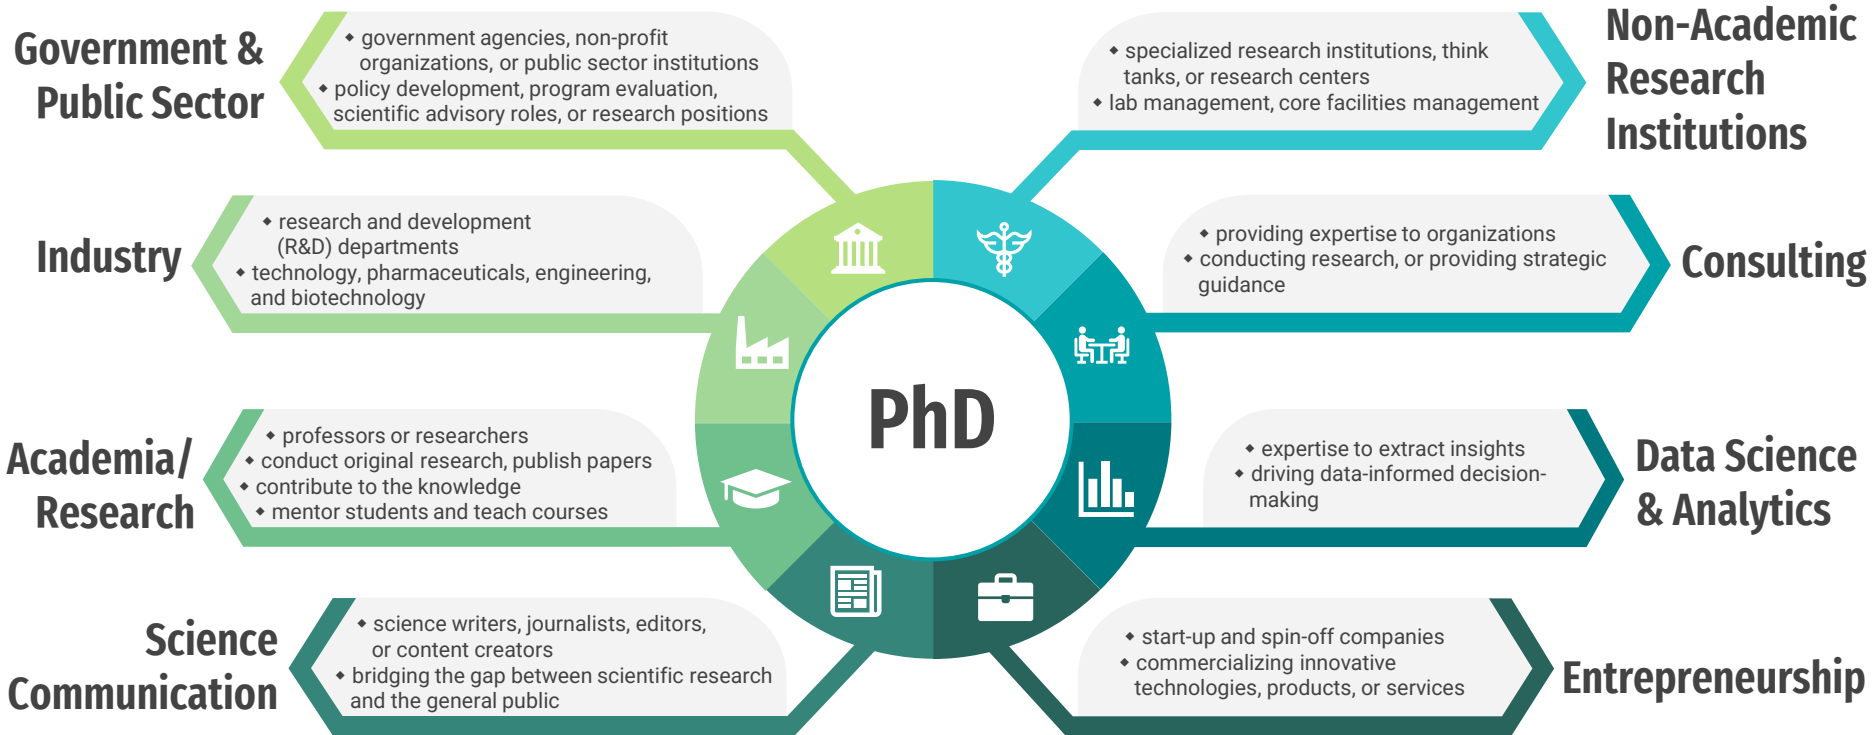 Government &
Public Sector
◆ government agencies, non-profit
organizations, or public sector institutions
◆ policy development, program evaluation,
scientific advisory roles, or research positions
Industry
◆ research and development
(R&D) departments
◆ technology, pharmaceuticals, engineering,
and biotechnology
Academia/
Research
◆ professors or researchers
◆ conduct original research, publish papers
◆ contribute to the knowledge
◆ mentor students and teach courses
Science
Communication
◆ science writers, journalists, editors,
or content creators
◆ bridging the gap between scientific research
and the general public
PhD
Non-Academic
Research
Institutions
◆ specialized research institutions, think
tanks, or research centers
◆ lab management, core facilities management
Consulting
◆ providing expertise to organizations
◆ conducting research, or providing strategic
guidance
Data Science
& Analytics
◆ expertise to extract insights
◆ driving data-informed decision-
making
Entrepreneurship
◆ start-up and spin-off companies
◆ commercializing innovative
technologies, products, or services